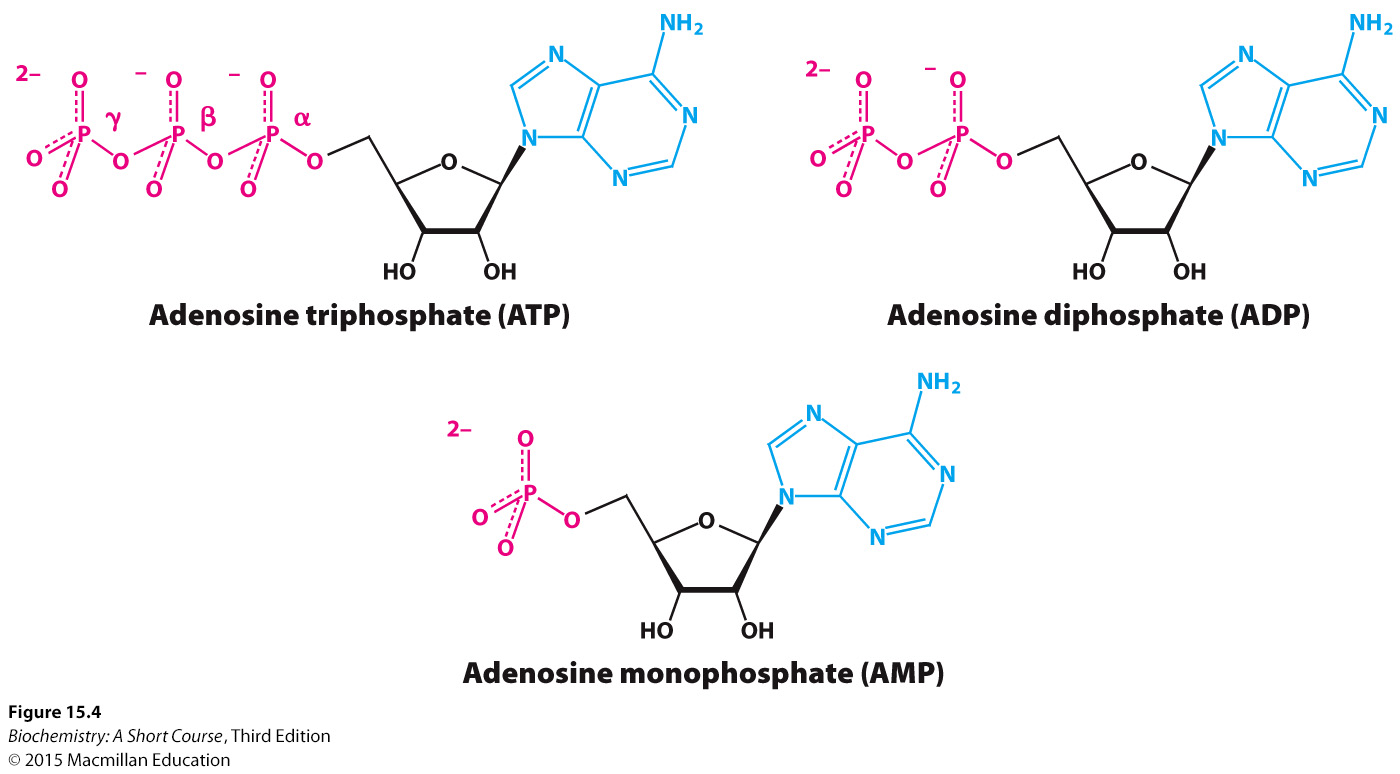 2– O – O – O
P γ P β P α
O O O O
O O O
O
HO OH
N
N
N
N
NH2
Adenosine triphosphate (ATP)
2– O – O
P P
O O O
O O
O
HO OH
N
N
N
N
NH2
Adenosine diphosphate (ADP)
2– O
P
O O
O
O
HO OH
N
N
N
N
NH2
Adenosine monophosphate (AMP)
Figure 15.4
Biochemistry: A Short Course, Third Edition
© 2015 Macmillan Education